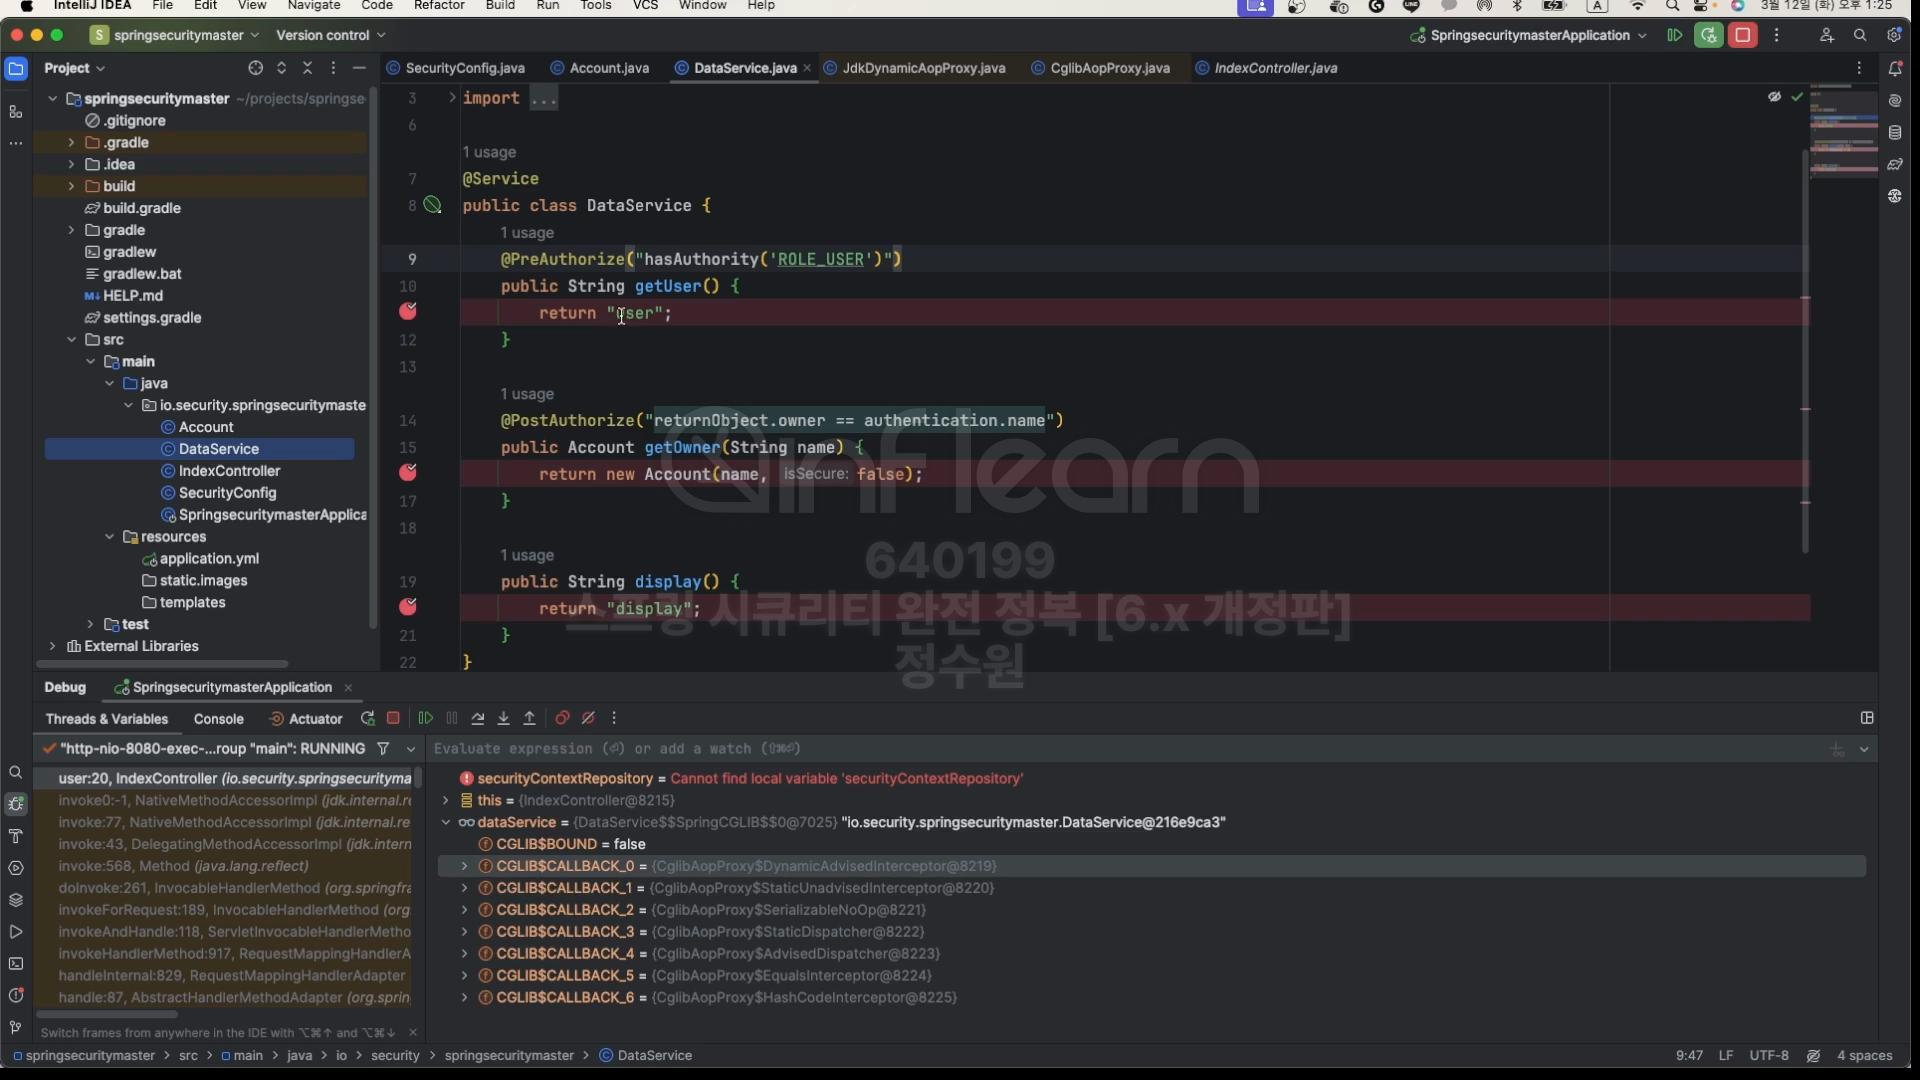 IntelliJ IDEA File Edit View Navigate Code Refactor Build Run Tools VCS Window Help A 3월 12일 (화) 오후 1:25
S springsecuritymaster Version control SpringsecuritymasterApplication
Project
SecurityConfig.java Account.java DataService.java JdkDynamicAopProxy.java CglibAopProxy.java IndexController.java
springsecuritymaster ~/projects/springse
.gitignore
.gradle
.idea
build
build.gradle
gradle
gradlew
gradlew.bat
HELP.md
settings.gradle
src
main
java
io.security.springsecuritymaste
Account
DataService
IndexController
SecurityConfig
SpringsecuritymasterApplica
resources
application.yml
static.images
templates
test
External Libraries
3 import ...
6
1 usage
7 @Service
8 public class DataService {
1 usage
9 @PreAuthorize("hasAuthority('ROLE_USER')")
10 public String getUser() {
return "user";
12 }
13
1 usage
14 @PostAuthorize("returnObject.owner == authentication.name")
15 public Account getOwner(String name) {
return new Account(name, isSecure: false);
17 }
18
1 usage
19 public String display() {
return "display";
21 }
22 }
inflearn
640199
스프링 시큐리티 완전 정복 [6.x 개정판]
정수원
Debug SpringsecuritymasterApplication
Threads & Variables Console Actuator
"http-nio-8080-exec-...roup "main": RUNNING
user:20, IndexController (io.security.springsecurityma
invoke0:-1, NativeMethodAccessorImpl (jdk.internal.re
invoke:77, NativeMethodAccessorImpl (jdk.internal.re
invoke:43, DelegatingMethodAccessorImpl (jdk.intern
invoke:568, Method (java.lang.reflect)
doInvoke:261, InvocableHandlerMethod (org.springfra
invokeForRequest:189, InvocableHandlerMethod (org
invokeAndHandle:118, ServletInvocableHandlerMetho
invokeHandlerMethod:917, RequestMappingHandlerA
handleInternal:829, RequestMappingHandlerAdapter
handle:87, AbstractHandlerMethodAdapter (org.sprin
Switch frames from anywhere in the IDE with ⌥⌘↑ and ⌥⌘↓
Evaluate expression (⏎) or add a watch (⇧⌘⏎)
securityContextRepository = Cannot find local variable 'securityContextRepository'
this = {IndexController@8215}
dataService = {DataService$$SpringCGLIB$$0@7025} "io.security.springsecuritymaster.DataService@216e9ca3"
CGLIB$BOUND = false
CGLIB$CALLBACK_0 = {CglibAopProxy$DynamicAdvisedInterceptor@8219}
CGLIB$CALLBACK_1 = {CglibAopProxy$StaticUnadvisedInterceptor@8220}
CGLIB$CALLBACK_2 = {CglibAopProxy$SerializableNoOp@8221}
CGLIB$CALLBACK_3 = {CglibAopProxy$StaticDispatcher@8222}
CGLIB$CALLBACK_4 = {CglibAopProxy$AdvisedDispatcher@8223}
CGLIB$CALLBACK_5 = {CglibAopProxy$EqualsInterceptor@8224}
CGLIB$CALLBACK_6 = {CglibAopProxy$HashCodeInterceptor@8225}
springsecuritymaster > src > main > java > io > security > springsecuritymaster > DataService 9:47 LF UTF-8 4 spaces